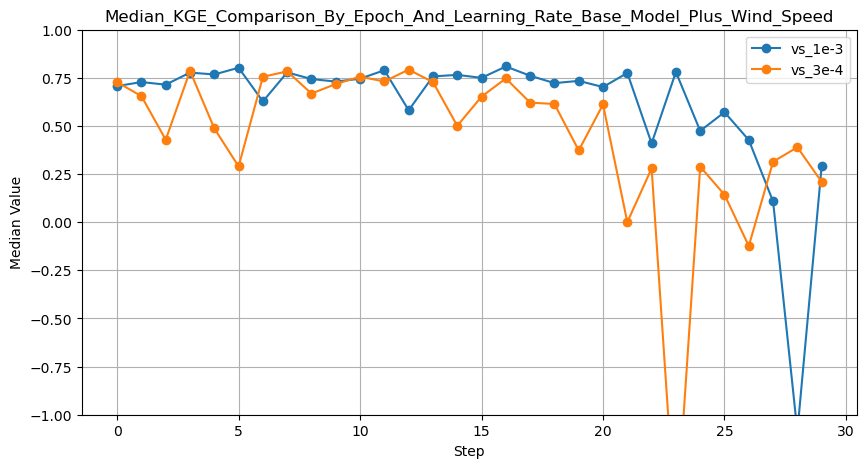 Median_KGE_Comparison_By_Epoch_And_Learning_Rate_Base_Model_Plus_Wind_Speed
vs_1e-3
vs_3e-4
Median Value
1.00
0.75
0.50
0.25
0.00
−0.25
−0.50
−0.75
−1.00
0 5 10 15 20 25 30
Step